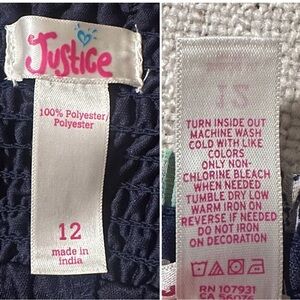 Justice
100% Polyester/
Polyester
12
made in
india
12
TURN INSIDE OUT
MACHINE WASH
COLD WITH LIKE
COLORS
ONLY NON-
CHLORINE BLEACH
WHEN NEEDED
TUMBLE DRY LOW
WARM IRON ON
REVERSE IF NEEDED
DO NOT IRON
ON DECORATION
RN 107931